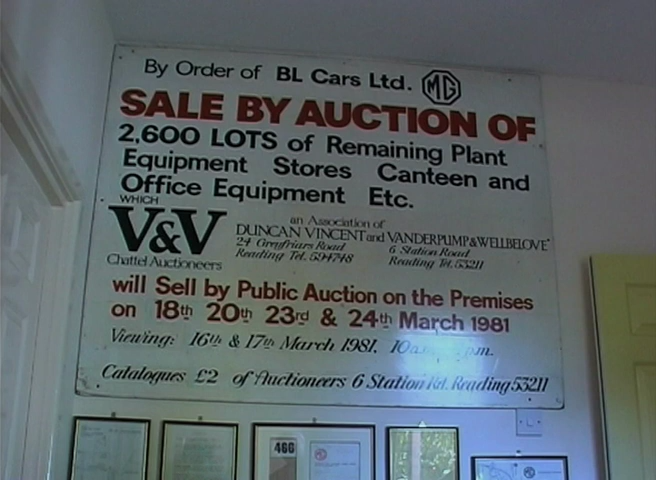 By Order of BL Cars Ltd. MG
SALE BY AUCTION OF
2,600 LOTS of Remaining Plant
Equipment Stores Canteen and
Office Equipment Etc.
WHICH
V&V
Chattel Auctioneers
an Association of
DUNCAN VINCENT and VANDERPUMP & WELLBELOVE
24 Greyfriars Road 6 Station Road
Reading Tel. 594748 Reading Tel. 53211
will Sell by Public Auction on the Premises
on 18th 20th 23rd & 24th March 1981
Viewing: 16th & 17th March 1981, 10a.m. p.m.
Catalogues £2 of Auctioneers 6 Station Rd. Reading 53211
466